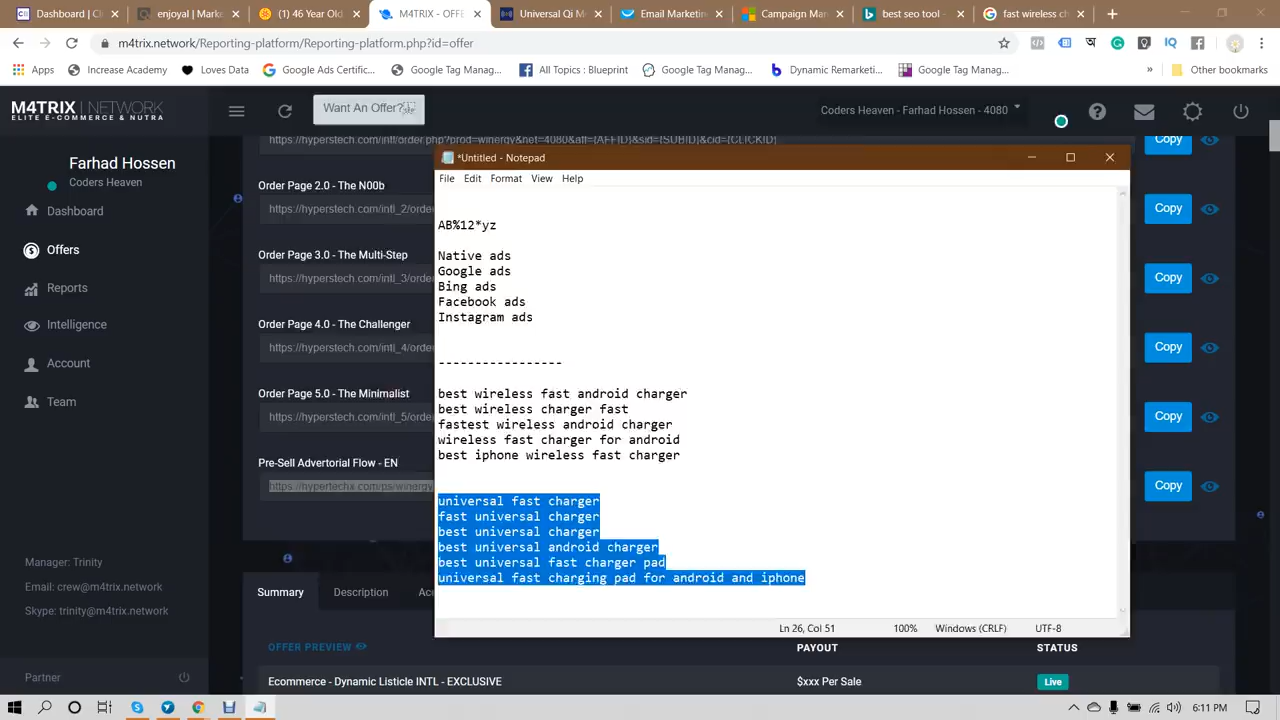 Dashboard | Cli
enjoyal | Marke
(1) 46 Year Old
M4TRIX - OFFE
Universal Qi M
Email Marketin
Campaign Mar
best seo tool -
fast wireless ch
m4trix.network/Reporting-platform/Reporting-platform.php?id=offer
Apps
Increase Academy
Loves Data
Google Ads Certific...
Google Tag Manag...
All Topics : Blueprint
Google Tag Manag...
Dynamic Remarketi...
Google Tag Manag...
» Other bookmarks
M4TRIX | NETWORK
ELITE E-COMMERCE & NUTRA
Want An Offer?
Coders Heaven - Farhad Hossen - 4080
Farhad Hossen
Coders Heaven
Dashboard
Offers
Reports
Intelligence
Account
Team
Manager: Trinity
Email: crew@m4trix.network
Skype: trinity@m4trix.network
Partner
https://hyperstech.com/intl/order.php?prod=winergy&net=4080&aff={AFFID}&sid={SUBID}&cid={CLICKID}
Copy
Order Page 2.0 - The N00b
https://hyperstech.com/intl_2/order
Copy
Order Page 3.0 - The Multi-Step
https://hyperstech.com/intl_3/order
Copy
Order Page 4.0 - The Challenger
https://hyperstech.com/intl_4/order
Copy
Order Page 5.0 - The Minimalist
https://hyperstech.com/intl_5/order
Copy
Pre-Sell Advertorial Flow - EN
https://hypertechx.com/ps/winergy
Copy
*Untitled - Notepad
File Edit Format View Help
AB%12*yz
Native ads
Google ads
Bing ads
Facebook ads
Instagram ads
-----------------
best wireless fast android charger
best wireless charger fast
fastest wireless android charger
wireless fast charger for android
best iphone wireless fast charger
universal fast charger
fast universal charger
best universal charger
best universal android charger
best universal fast charger pad
universal fast charging pad for android and iphone
Ln 26, Col 51 100% Windows (CRLF) UTF-8
Summary Description
OFFER PREVIEW PAYOUT STATUS
Ecommerce - Dynamic Listicle INTL - EXCLUSIVE $xxx Per Sale Live
6:11 PM